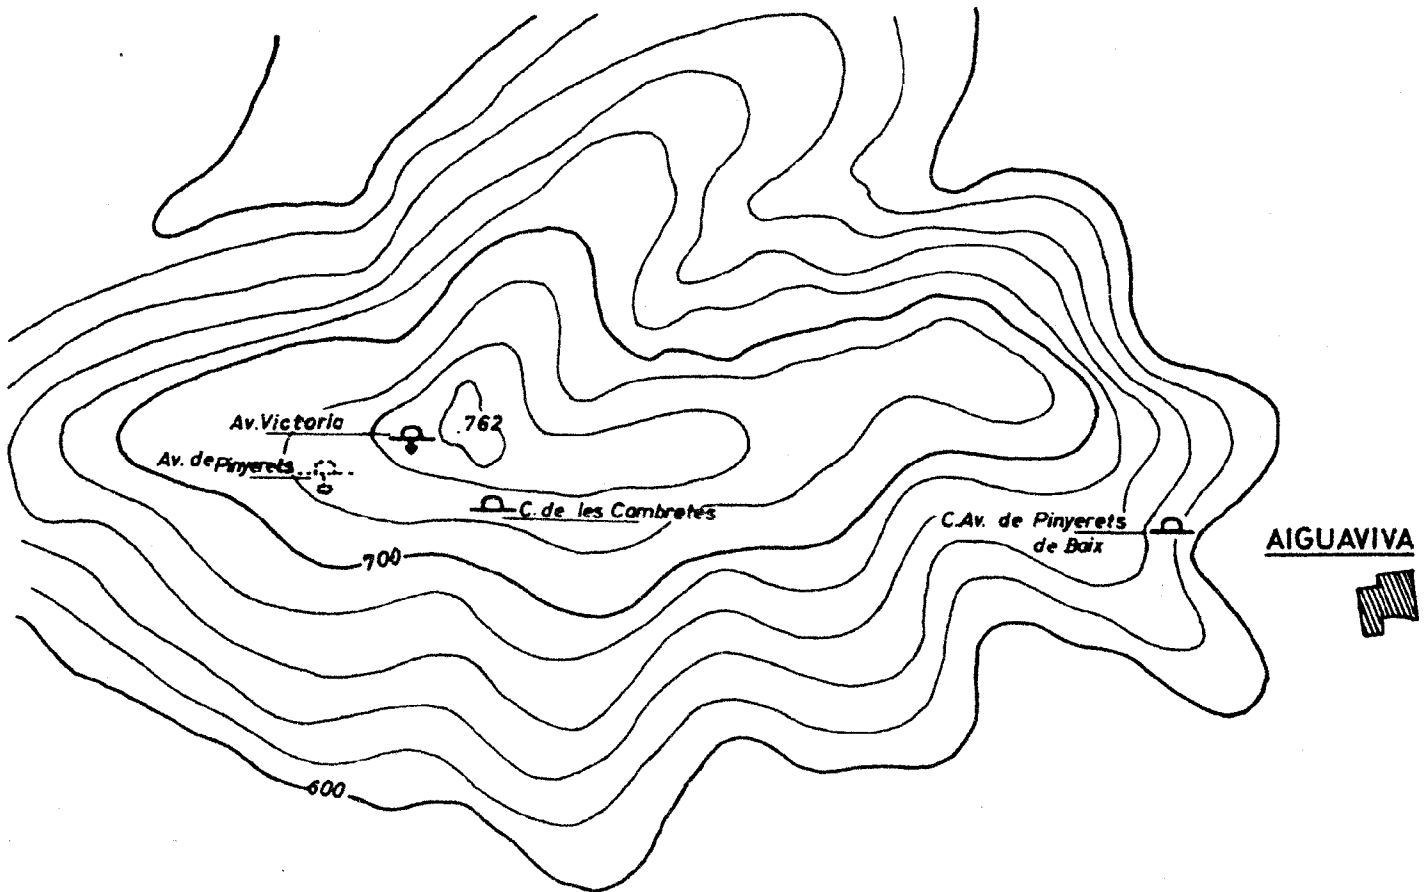 Av. Victoria
.762
Av. de Pinyerets
C. de les Cambretes
C. Av. de Pinyerets
de Baix
AIGUAVIVA
700
600